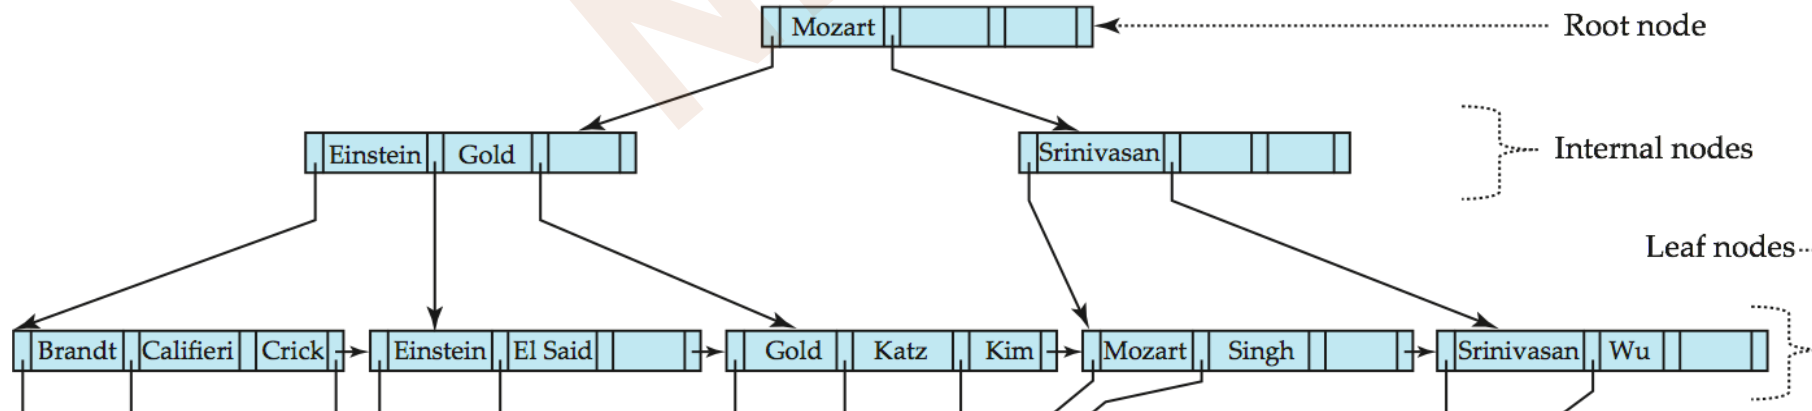 Mozart
Root node
Einstein Gold
Srinivasan
Internal nodes
Leaf nodes
Brandt Califieri Crick
Einstein El Said
Gold Katz Kim
Mozart Singh
Srinivasan Wu